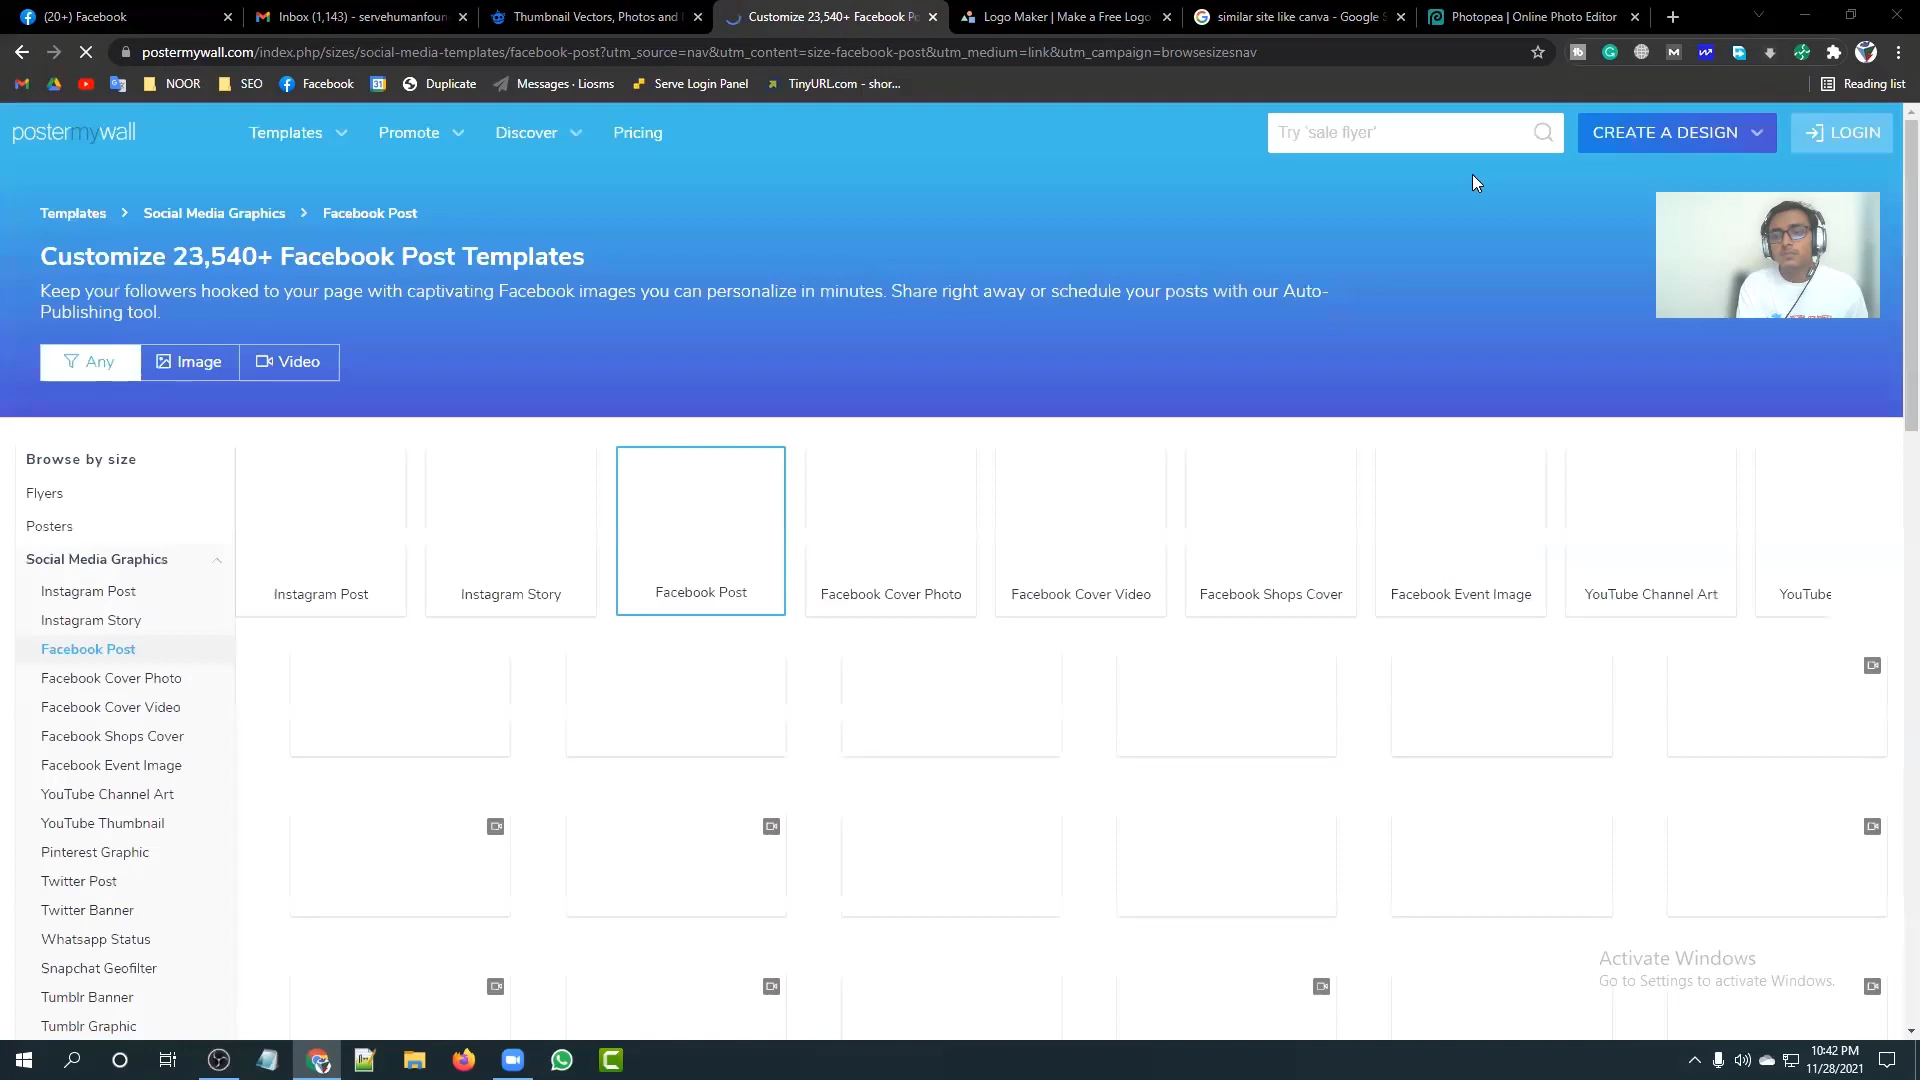 (20+) Facebook
Inbox (1,143) - servehumanfoun
Thumbnail Vectors, Photos and
Customize 23,540+ Facebook Po
Logo Maker | Make a Free Logo
similar site like canva - Google S
Photopea | Online Photo Editor
postermywall.com/index.php/sizes/social-media-templates/facebook-post?utm_source=nav&utm_content=size-facebook-post&utm_medium=link&utm_campaign=browsesizesnav
NOOR
SEO
Facebook
31
Duplicate
Messages · Liosms
Serve Login Panel
TinyURL.com - shor...
Reading list
postermywall
Templates
Promote
Discover
Pricing
Try 'sale flyer'
CREATE A DESIGN
LOGIN
Templates > Social Media Graphics > Facebook Post
Customize 23,540+ Facebook Post Templates
Keep your followers hooked to your page with captivating Facebook images you can personalize in minutes. Share right away or schedule your posts with our Auto-
Publishing tool.
Any
Image
Video
Browse by size
Flyers
Posters
Social Media Graphics
Instagram Post
Instagram Story
Facebook Post
Facebook Cover Photo
Facebook Cover Video
Facebook Shops Cover
Facebook Event Image
YouTube Channel Art
YouTube Thumbnail
Pinterest Graphic
Twitter Post
Twitter Banner
Whatsapp Status
Snapchat Geofilter
Tumblr Banner
Tumblr Graphic
Instagram Post
Instagram Story
Facebook Post
Facebook Cover Photo
Facebook Cover Video
Facebook Shops Cover
Facebook Event Image
YouTube Channel Art
YouTube
Activate Windows
Go to Settings to activate Windows.
10:42 PM
11/28/2021